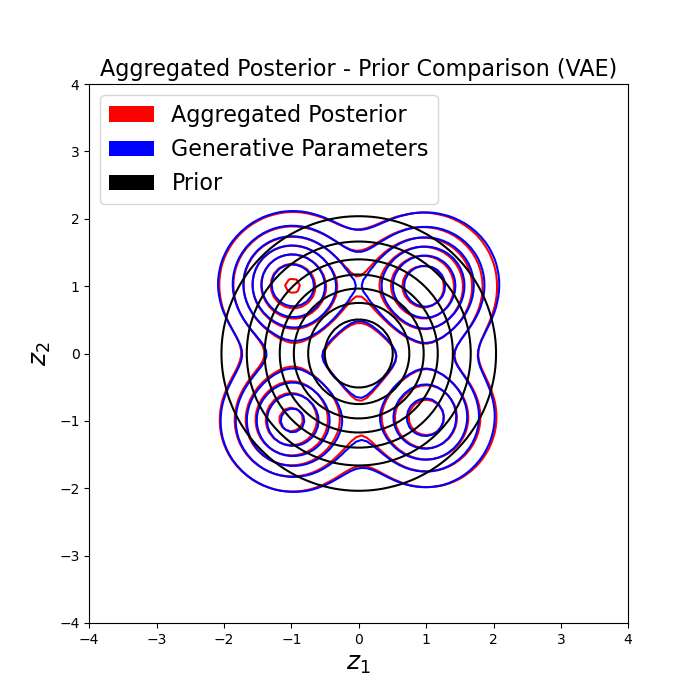 Aggregated Posterior - Prior Comparison (VAE)
Aggregated Posterior
Generative Parameters
Prior
4
3
2
1
0
−1
−2
−3
−4
z2
−4 −3 −2 −1 0 1 2 3 4
z1